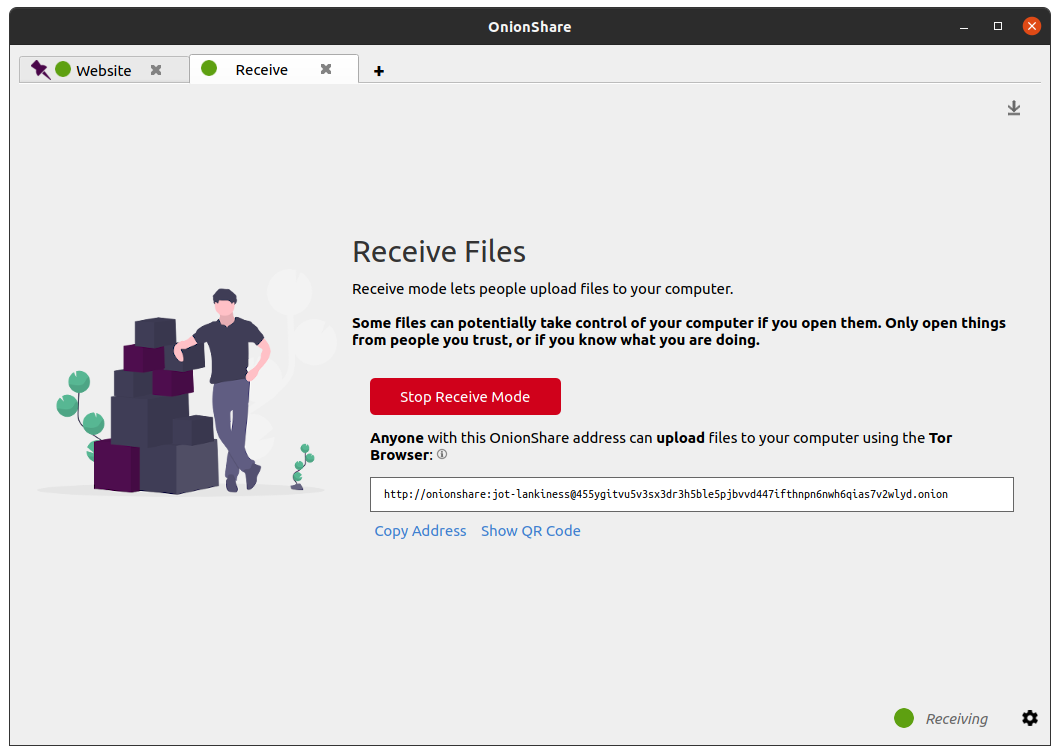 OnionShare
Website
Receive
Receive Files
Receive mode lets people upload files to your computer.
Some files can potentially take control of your computer if you open them. Only open things
from people you trust, or if you know what you are doing.
Stop Receive Mode
Anyone with this OnionShare address can upload files to your computer using the Tor
Browser:
http://onionshare:jot-lankiness@455ygitvu5v3sx3dr3h5ble5pjbvvd447ifthnpn6nwh6qias7v2wlyd.onion
Copy Address Show QR Code
Receiving